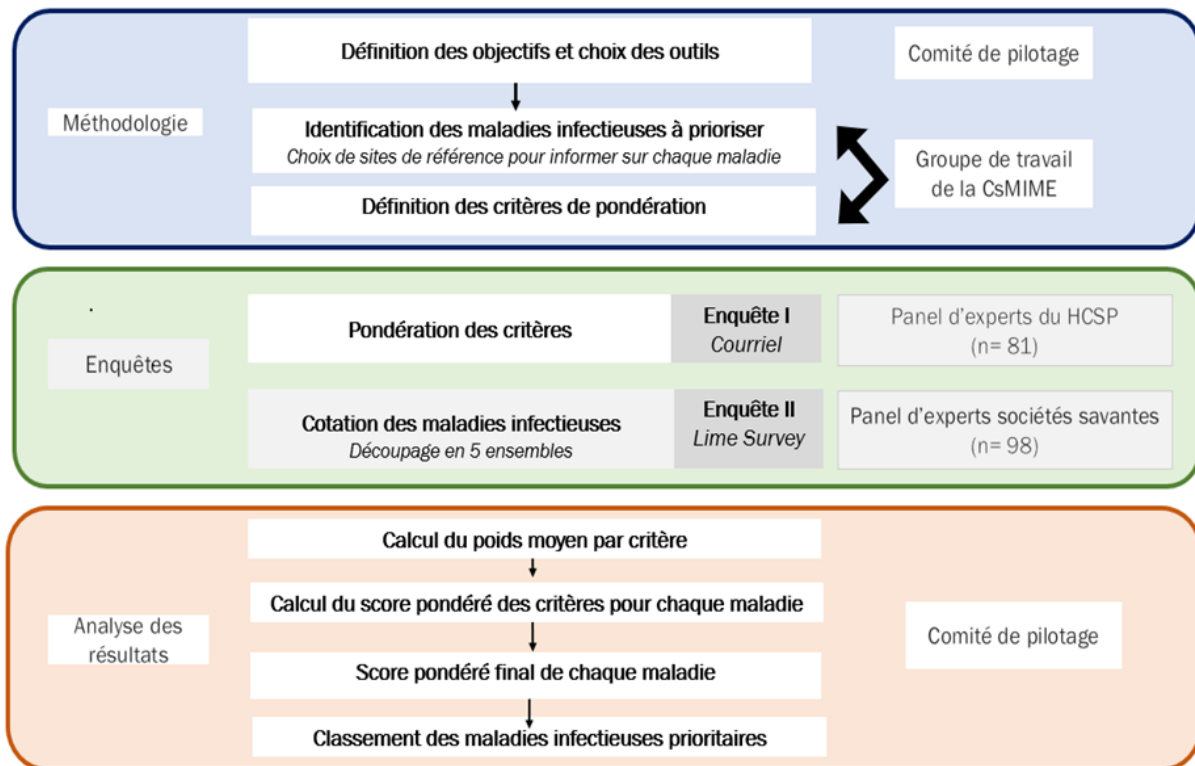 Méthodologie
Définition des objectifs et choix des outils
Comité de pilotage
Identification des maladies infectieuses à prioriser
Choix de sites de référence pour informer sur chaque maladie
Définition des critères de pondération
Groupe de travail
de la CsMIME
Enquêtes
Pondération des critères
Enquête I
Courriel
Panel d'experts du HCSP
(n= 81)
Cotation des maladies infectieuses
Découpage en 5 ensembles
Enquête II
Lime Survey
Panel d'experts sociétés savantes
(n= 98)
Analyse des
résultats
Calcul du poids moyen par critère
Calcul du score pondéré des critères pour chaque maladie
Score pondéré final de chaque maladie
Classement des maladies infectieuses prioritaires
Comité de pilotage